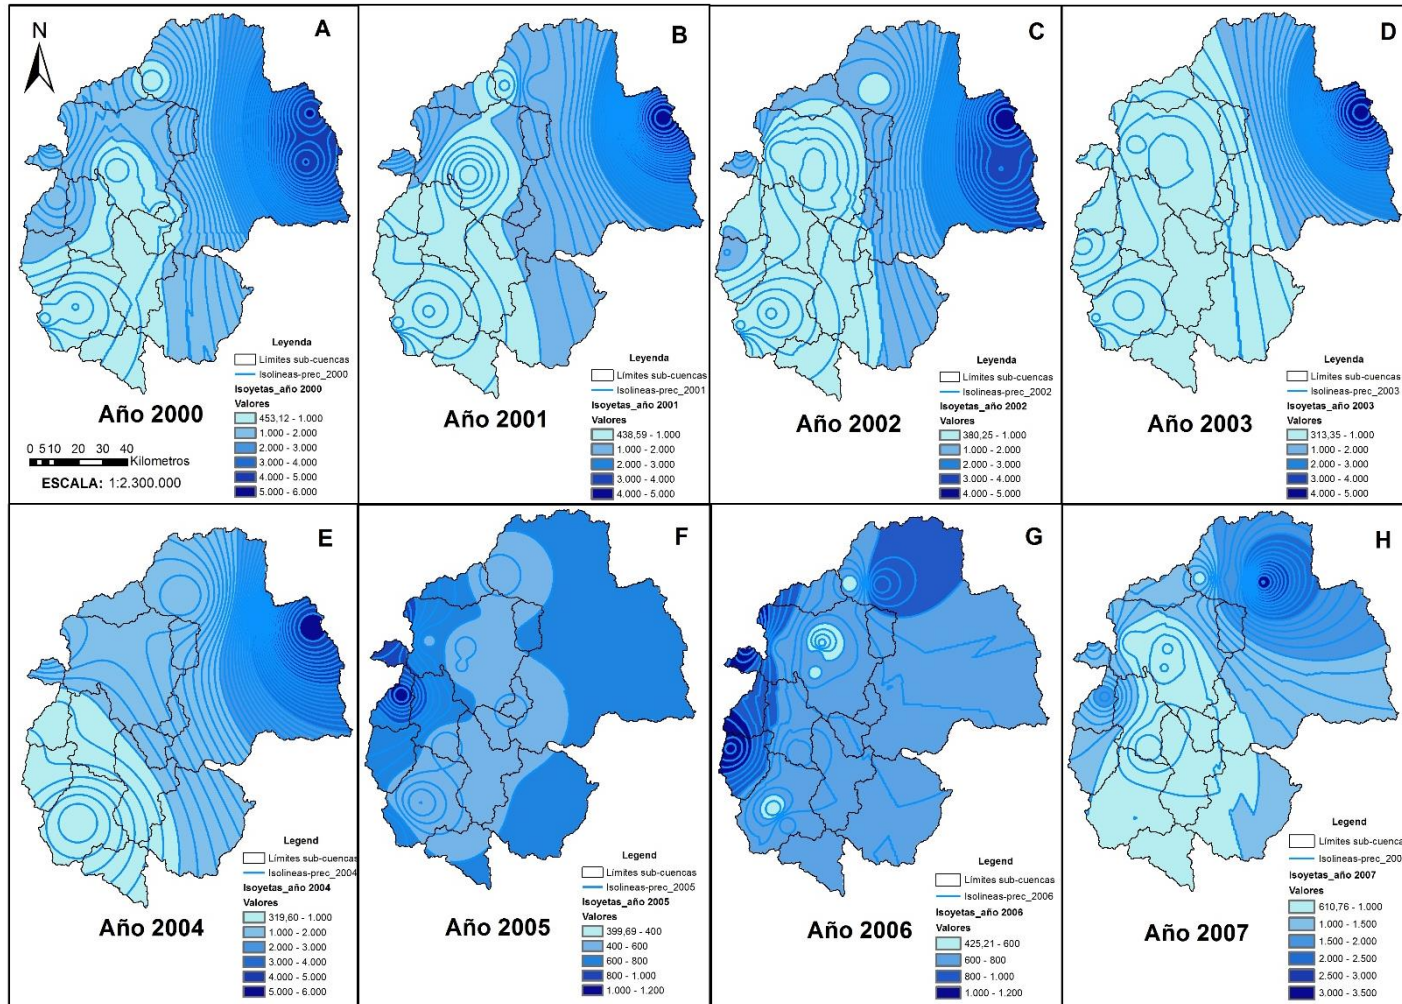 N
A
Leyenda
Límites sub-cuencas
Isolineas-prec_2000
Isoyetas_año 2000
Valores
453,12 - 1.000
1.000 - 2.000
2.000 - 3.000
3.000 - 4.000
4.000 - 5.000
5.000 - 6.000
Año 2000
0 5 10 20 30 40
Kilometros
ESCALA: 1:2.300.000
B
Leyenda
Límites sub-cuencas
Isolineas-prec_2001
Isoyetas_año 2001
Valores
438,59 - 1.000
1.000 - 2.000
2.000 - 3.000
3.000 - 4.000
4.000 - 5.000
Año 2001
C
Leyenda
Límites sub-cuencas
Isolineas-prec_2002
Isoyetas_año 2002
Valores
380,25 - 1.000
1.000 - 2.000
2.000 - 3.000
3.000 - 4.000
4.000 - 5.000
Año 2002
D
Leyenda
Límites sub-cuencas
Isolineas-prec_2003
Isoyetas_año 2003
Valores
313,35 - 1.000
1.000 - 2.000
2.000 - 3.000
3.000 - 4.000
4.000 - 5.000
Año 2003
E
Legend
Límites sub-cuencas
Isolineas-prec_2004
Isoyetas_año 2004
Valores
319,60 - 1.000
1.000 - 2.000
2.000 - 3.000
3.000 - 4.000
4.000 - 5.000
5.000 - 6.000
Año 2004
F
Legend
Límites sub-cuencas
Isolineas-prec_2005
Isoyetas_año 2005
Valores
399,69 - 400
400 - 600
600 - 800
800 - 1.000
1.000 - 1.200
Año 2005
G
Legend
Límites sub-cuencas
Isolineas-prec_2006
Isoyetas_año 2006
Valores
425,21 - 600
600 - 800
800 - 1.000
1.000 - 1.200
Año 2006
H
Legend
Límites sub-cuencas
Isolineas-prec_200
Isoyetas_año 2007
Valores
610,76 - 1.000
1.000 - 1.500
1.500 - 2.000
2.000 - 2.500
2.500 - 3.000
3.000 - 3.500
Año 2007